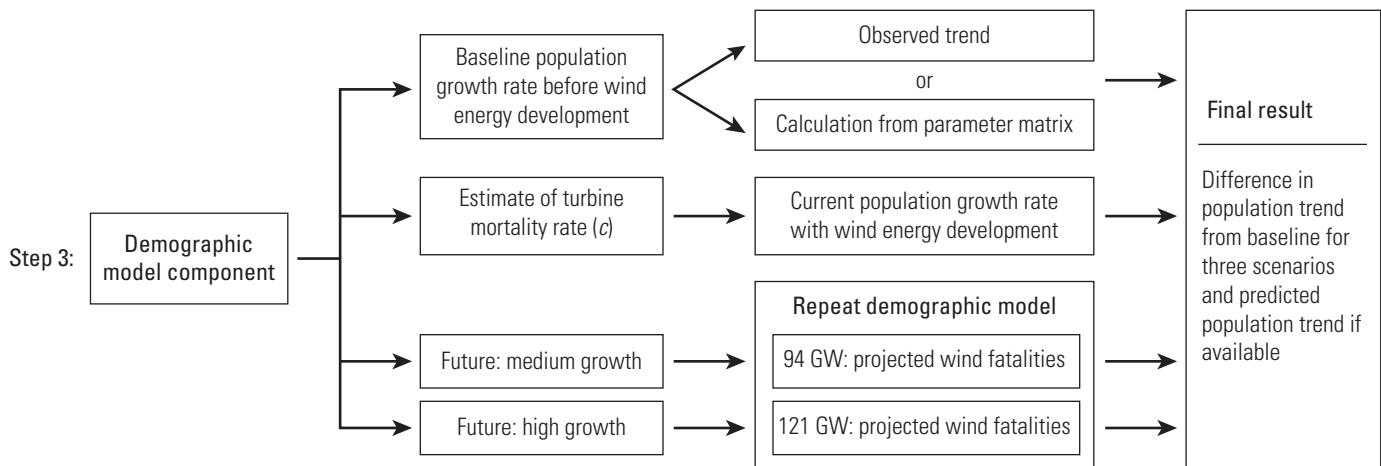 Step 3:
Demographic
model component
Baseline population
growth rate before wind
energy development
Observed trend
or
Calculation from parameter matrix
Estimate of turbine
mortality rate (c)
Current population growth rate
with wind energy development
Future: medium growth
Future: high growth
Repeat demographic model
94 GW: projected wind fatalities
121 GW: projected wind fatalities
Final result
Difference in
population trend
from baseline for
three scenarios
and predicted
population trend if
available